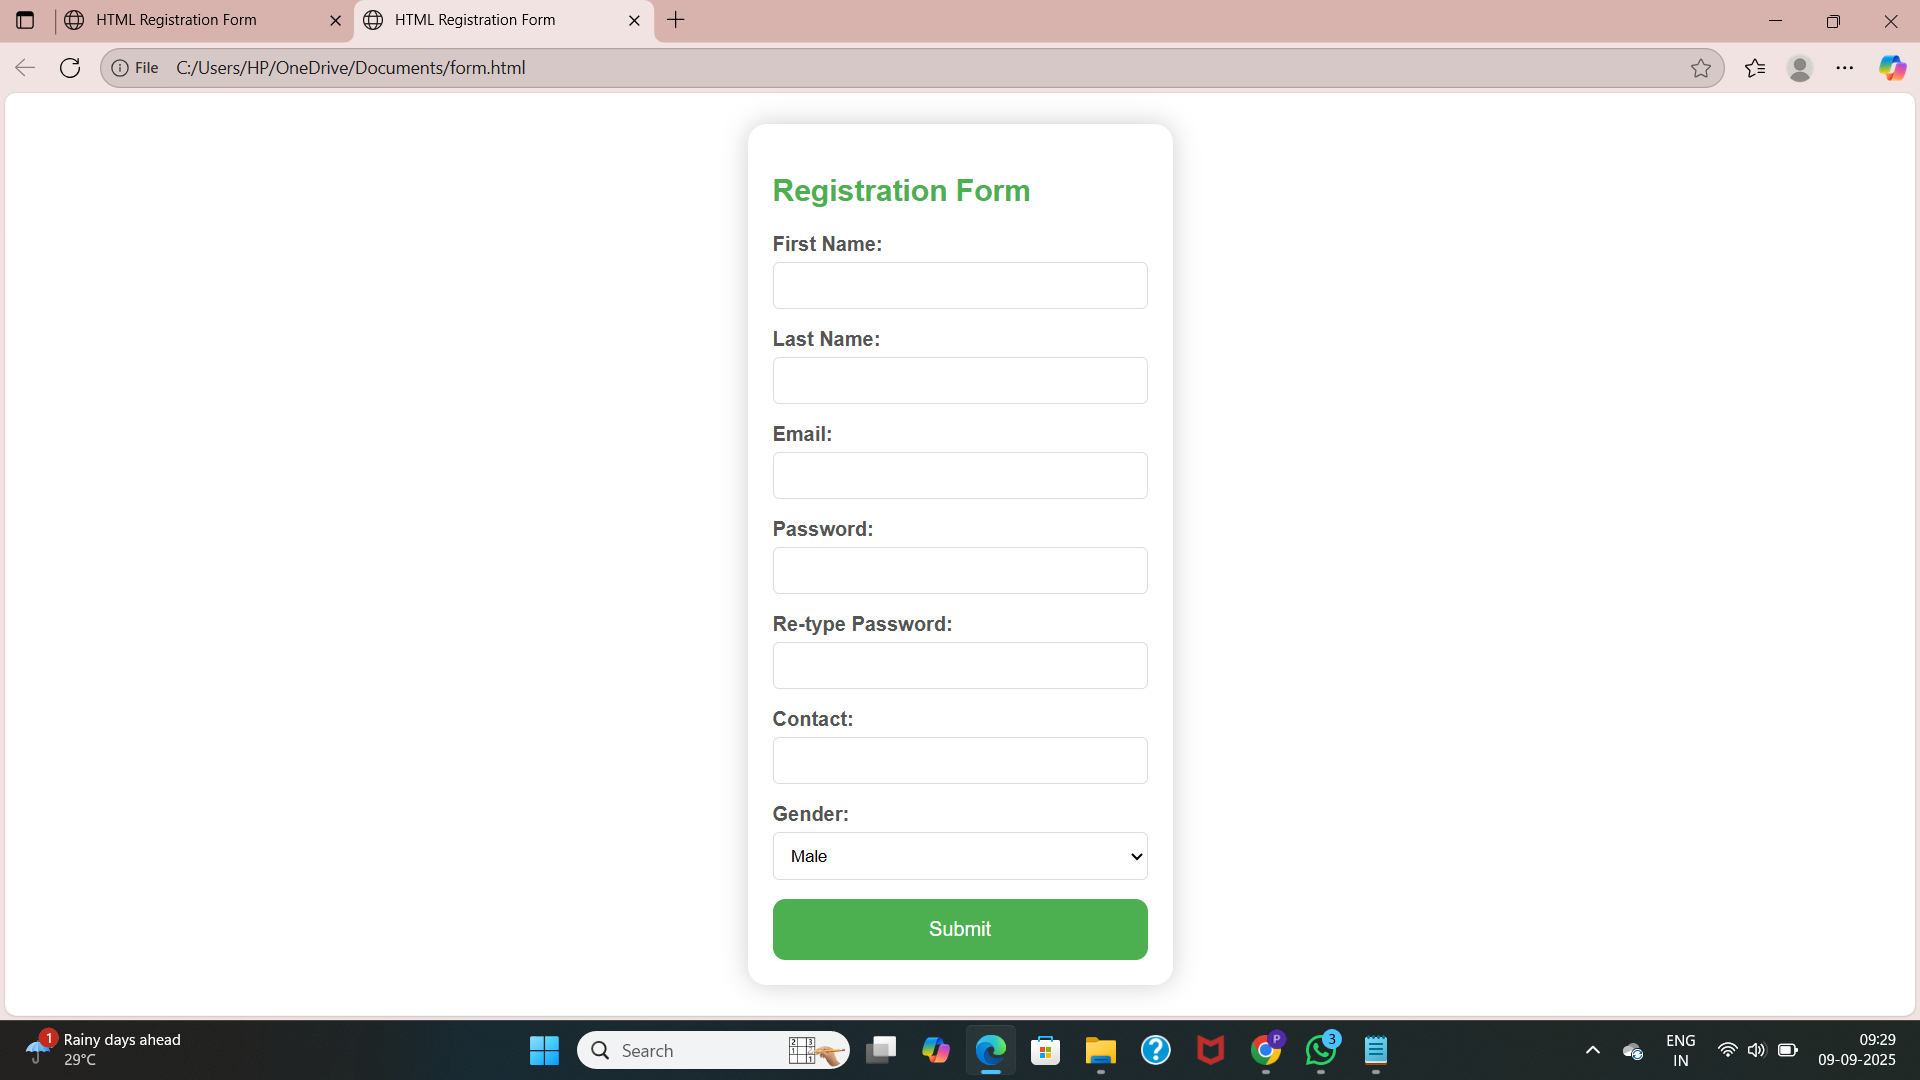 HTML Registration Form
HTML Registration Form
File C:/Users/HP/OneDrive/Documents/form.html
Registration Form
First Name:
Last Name:
Email:
Password:
Re-type Password:
Contact:
Gender:
Male
Submit
1 Rainy days ahead
29°C
Search
P
3
ENG
IN
09:29
09-09-2025